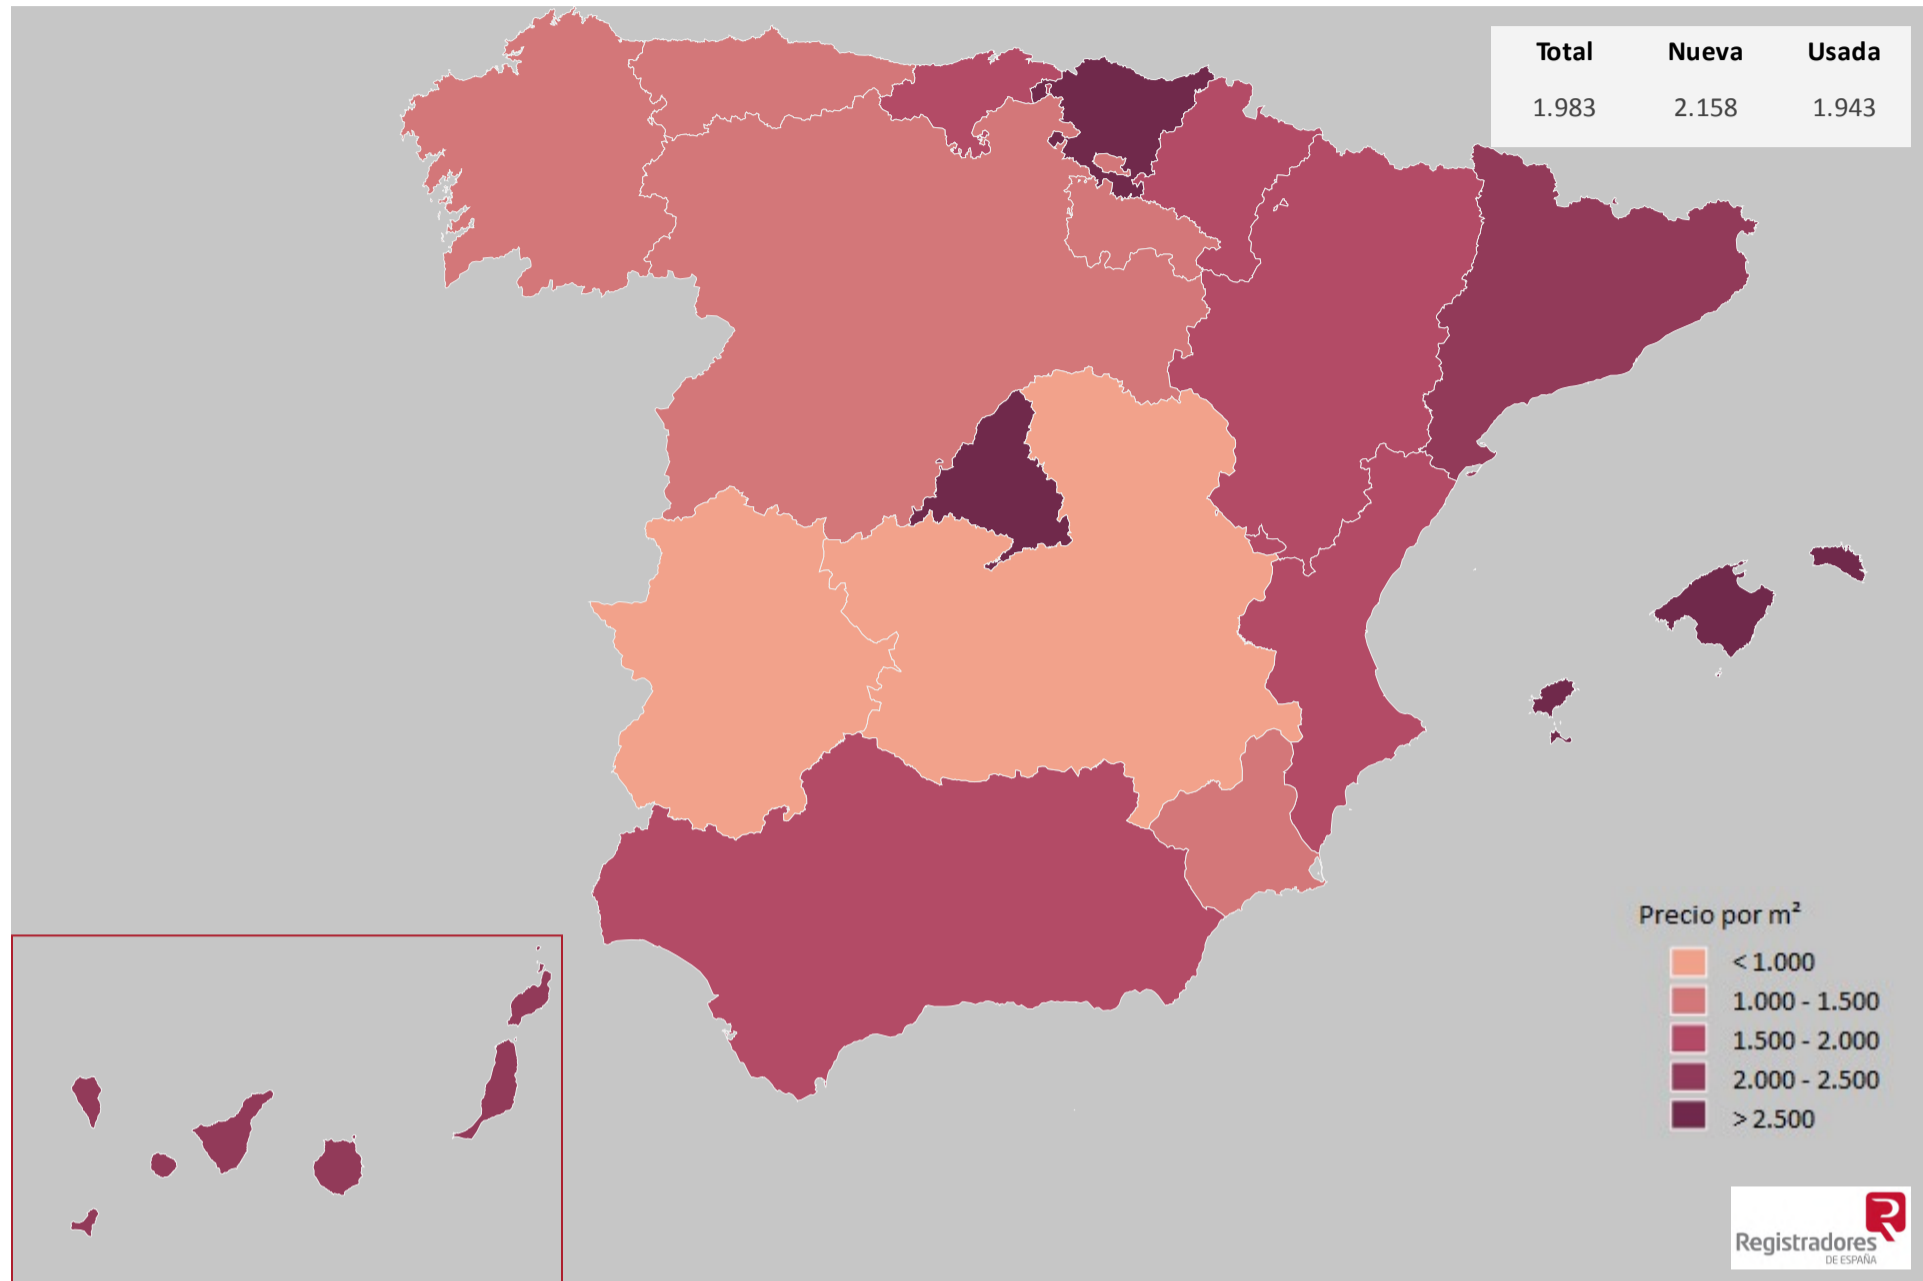 Total Nueva Usada
1.983 2.158 1.943
Precio por m²
< 1.000
1.000 - 1.500
1.500 - 2.000
2.000 - 2.500
> 2.500
Registradores
DE ESPAÑA